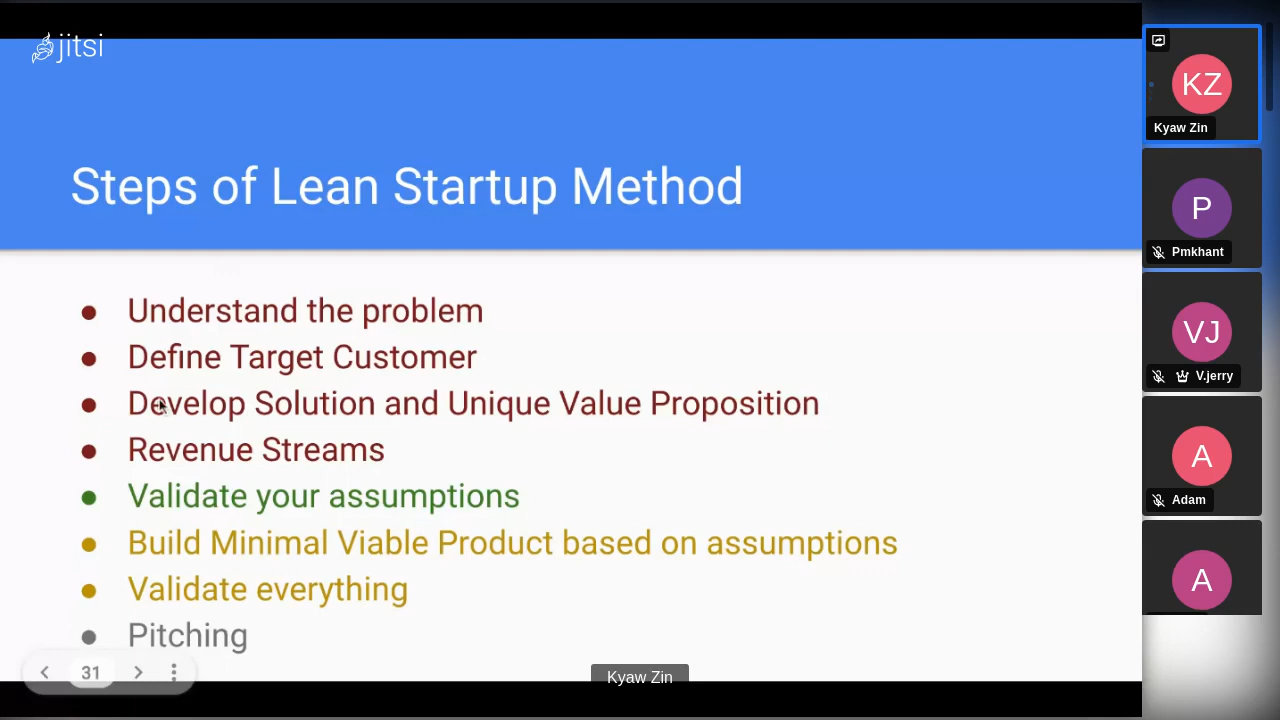 jitsi
Steps of Lean Startup Method
Understand the problem
Define Target Customer
Develop Solution and Unique Value Proposition
Revenue Streams
Validate your assumptions
Build Minimal Viable Product based on assumptions
Validate everything
Pitching
31
Kyaw Zin
KZ
Kyaw Zin
P
Pmkhant
VJ
V.jerry
A
Adam
A